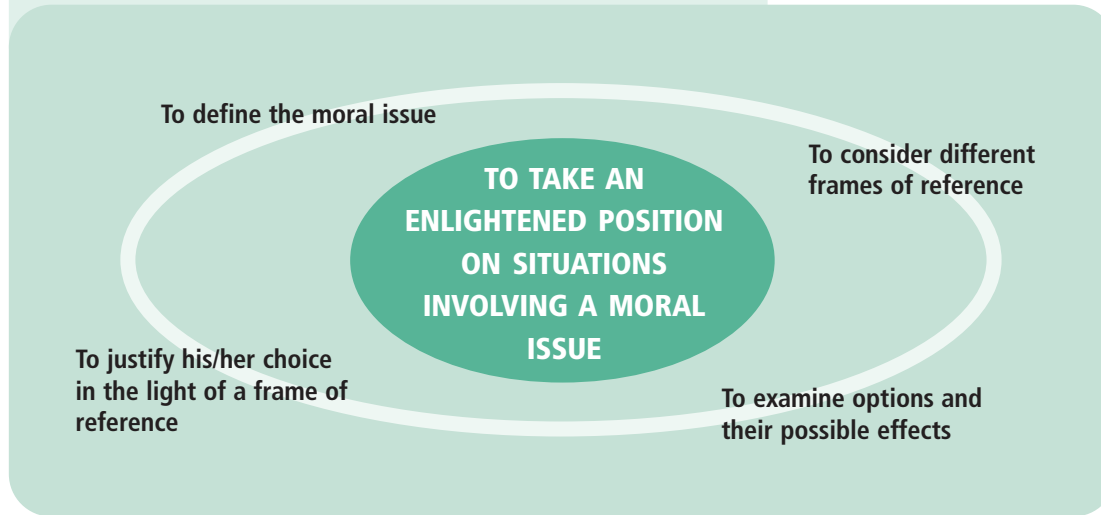 To define the moral issue
To consider different
frames of reference
TO TAKE AN
ENLIGHTENED POSITION
ON SITUATIONS
INVOLVING A MORAL
ISSUE
To justify his/her choice
in the light of a frame of
reference
To examine options and
their possible effects